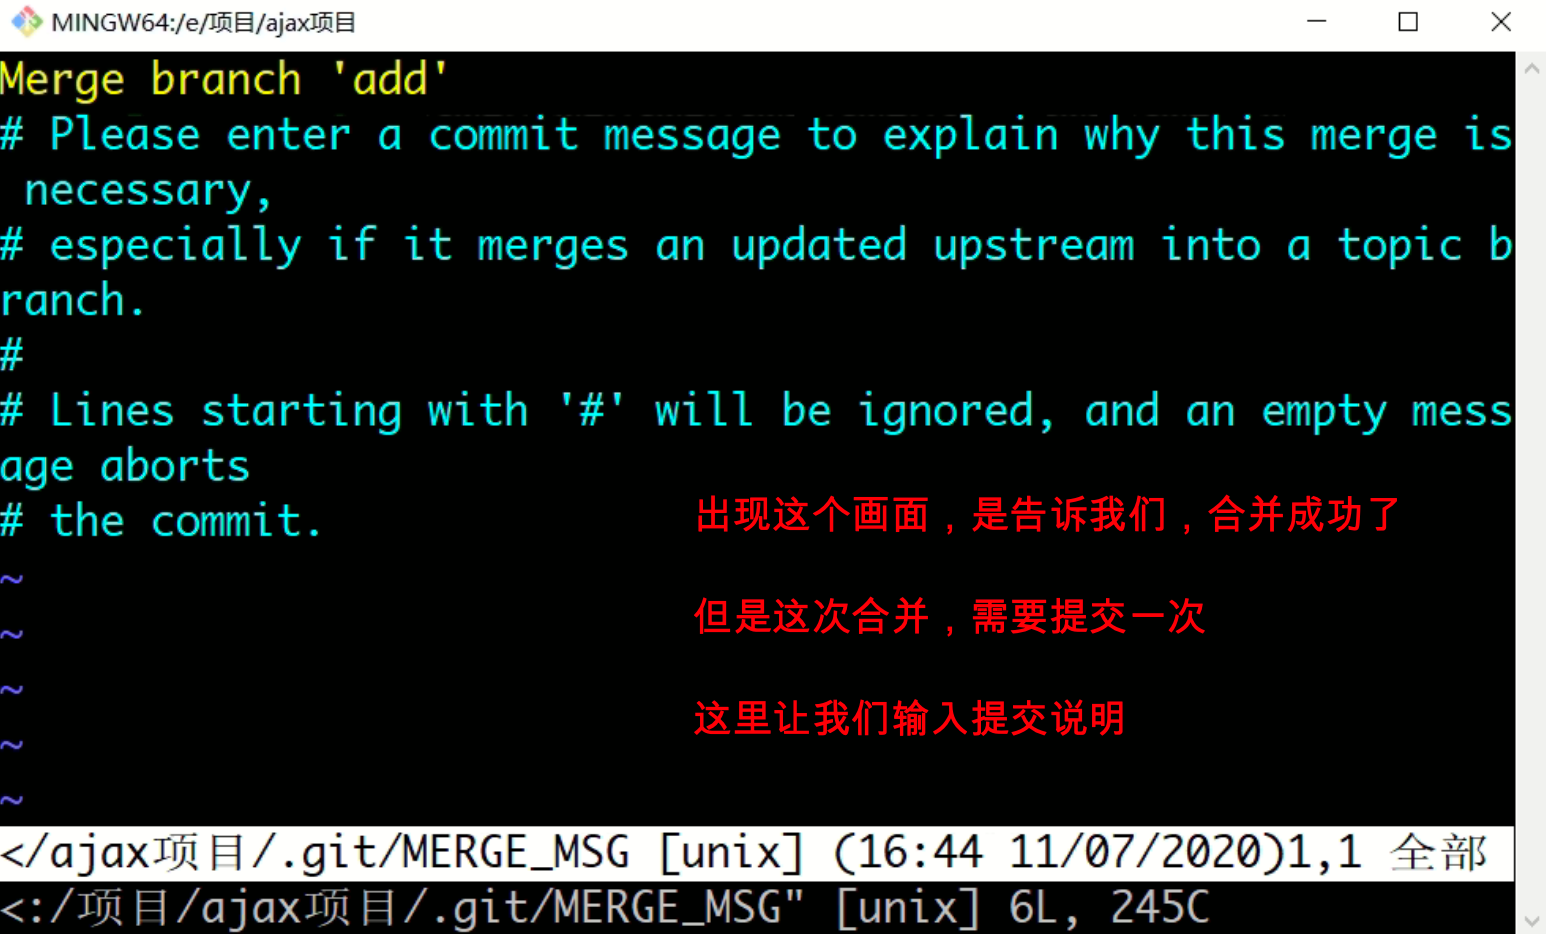 MINGW64:/e/项目/ajax项目
Merge branch 'add'
# Please enter a commit message to explain why this merge is
 necessary,
# especially if it merges an updated upstream into a topic b
ranch.
#
# Lines starting with '#' will be ignored, and an empty mess
age aborts
# the commit.
出现这个画面，是告诉我们，合并成功了
~
但是这次合并，需要提交一次
~
~
这里让我们输入提交说明
~
~
</ajax项目/.git/MERGE_MSG [unix] (16:44 11/07/2020)1,1 全部
<:/项目/ajax项目/.git/MERGE_MSG" [unix] 6L, 245C